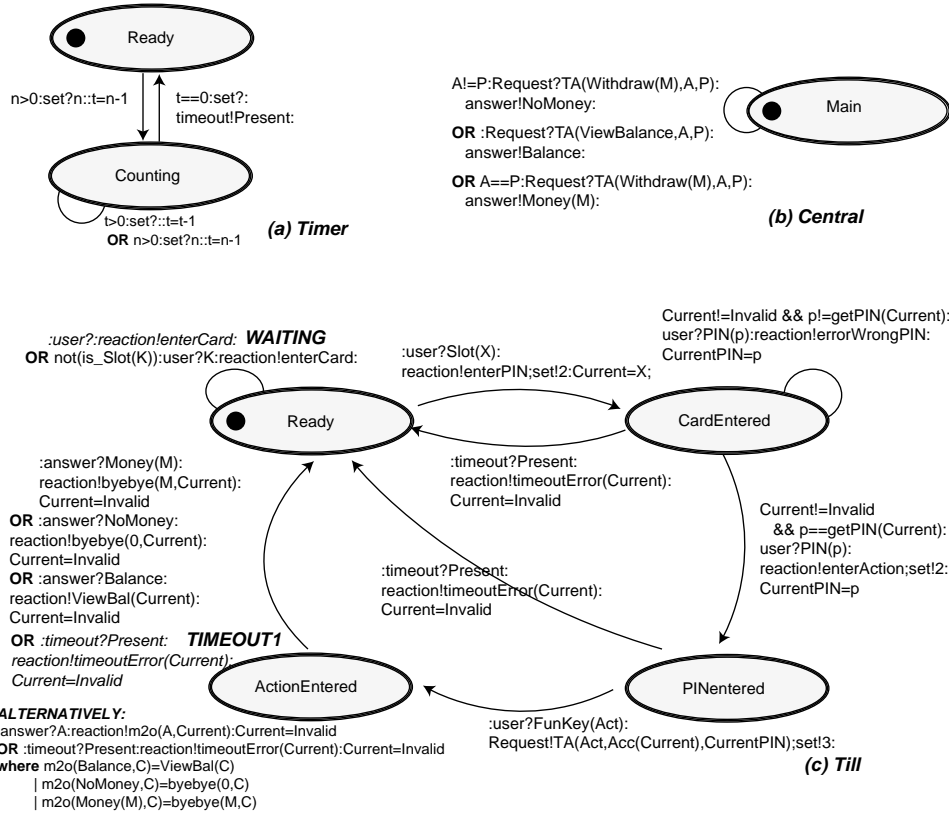 Ready
n>0:set?n::t=n-1
t==0:set?:
timeout!Present:
Counting
t>0:set?::t=t-1
OR n>0:set?n::t=n-1
(a) Timer
A!=P:Request?TA(Withdraw(M),A,P):
answer!NoMoney:
OR :Request?TA(ViewBalance,A,P):
answer!Balance:
OR A==P:Request?TA(Withdraw(M),A,P):
answer!Money(M):
Main
(b) Central
:user?:reaction!enterCard: WAITING
OR not(is_Slot(K)):user?K:reaction!enterCard:
:user?Slot(X):
reaction!enterPIN;set!2:Current=X;
Current!=Invalid && p!=getPIN(Current):
user?PIN(p):reaction!errorWrongPIN:
CurrentPIN=p
Ready
CardEntered
:timeout?Present:
reaction!timeoutError(Current):
Current=Invalid
:answer?Money(M):
reaction!byebye(M,Current):
Current=Invalid
OR :answer?NoMoney:
reaction!byebye(0,Current):
Current=Invalid
OR :answer?Balance:
reaction!ViewBal(Current):
Current=Invalid
OR :timeout?Present: TIMEOUT1
reaction!timeoutError(Current):
Current=Invalid
:timeout?Present:
reaction!timeoutError(Current):
Current=Invalid
Current!=Invalid
&& p==getPIN(Current):
user?PIN(p):
reaction!enterAction;set!2:
CurrentPIN=p
ActionEntered
PINentered
:user?FunKey(Act):
Request!TA(Act,Acc(Current),CurrentPIN);set!3:
(c) Till
ALTERNATIVELY:
:answer?A:reaction!m2o(A,Current):Current=Invalid
OR :timeout?Present:reaction!timeoutError(Current):Current=Invalid
where m2o(Balance,C)=ViewBal(C)
| m2o(NoMoney,C)=byebye(0,C)
| m2o(Money(M),C)=byebye(M,C)